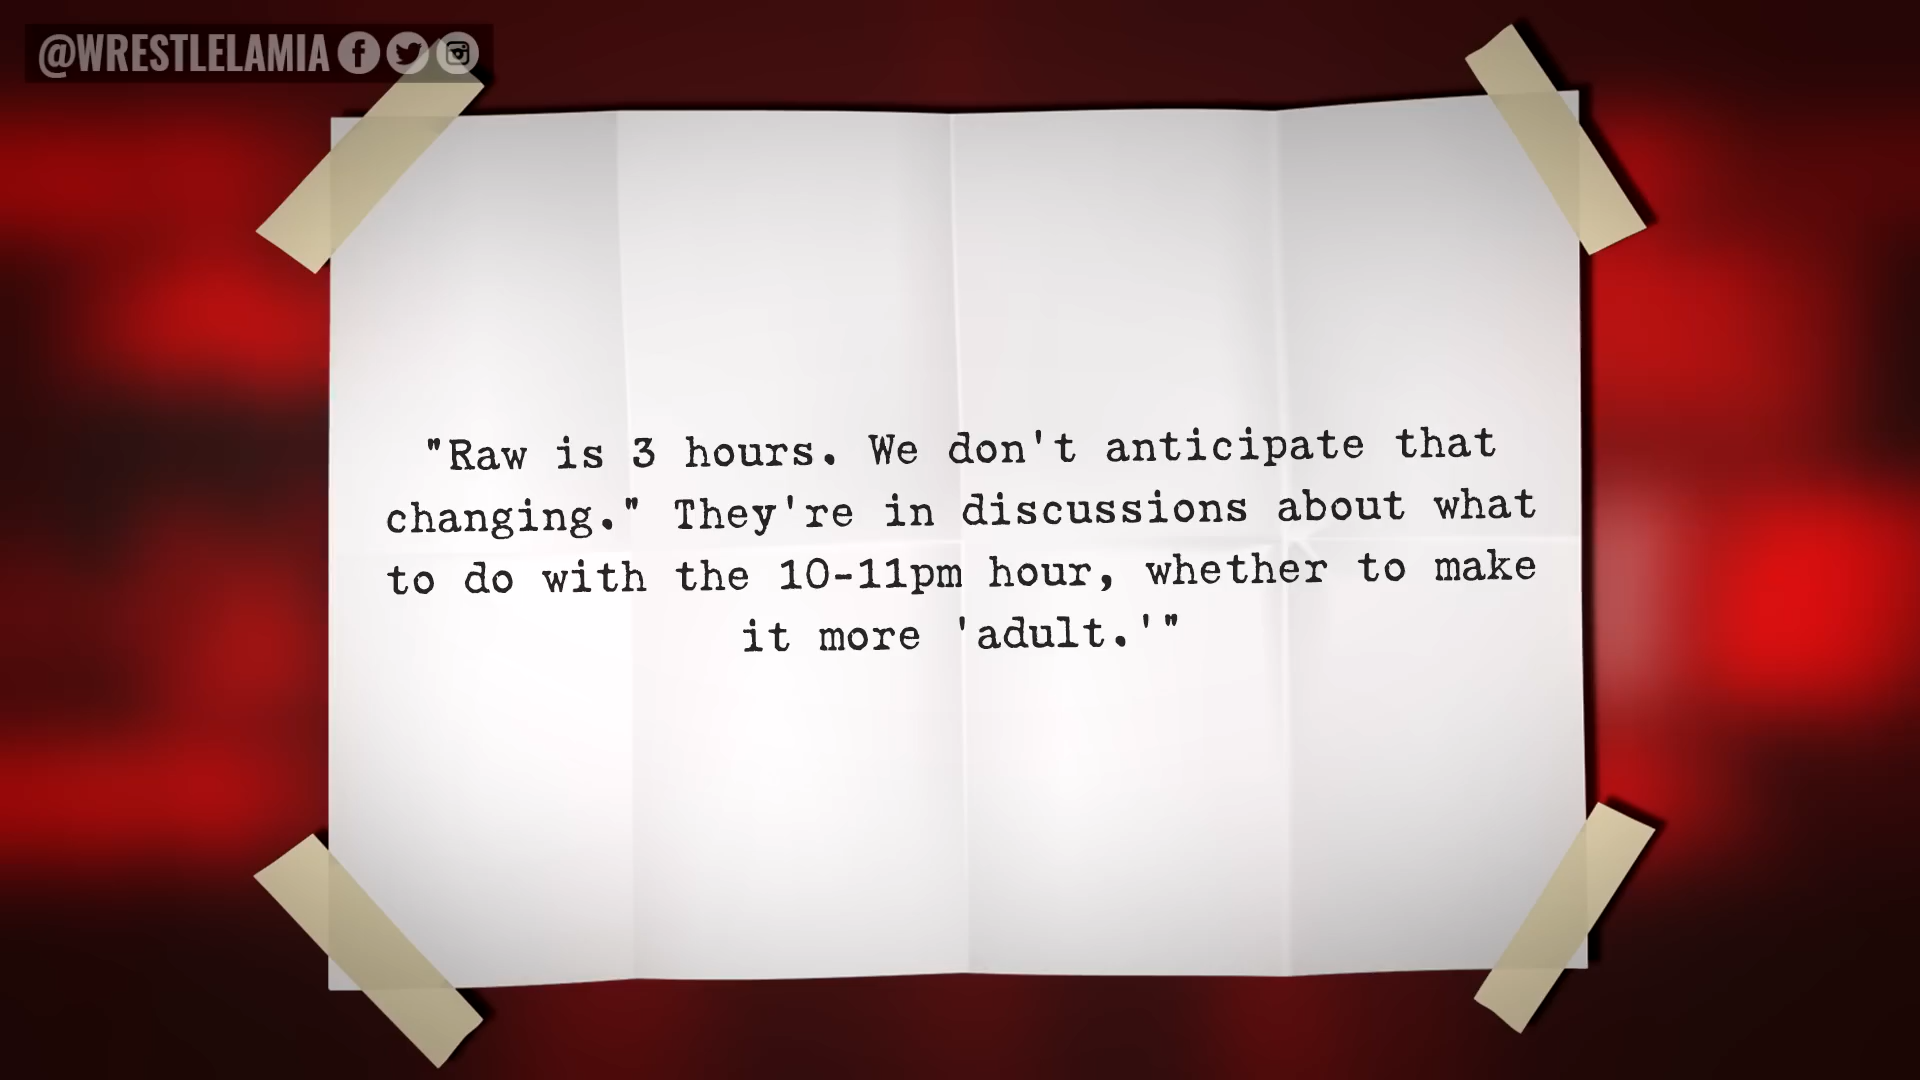 @WRESTLELAMIA
"Raw is 3 hours. We don't anticipate that
changing." They're in discussions about what
to do with the 10-11pm hour, whether to make
it more 'adult.'"